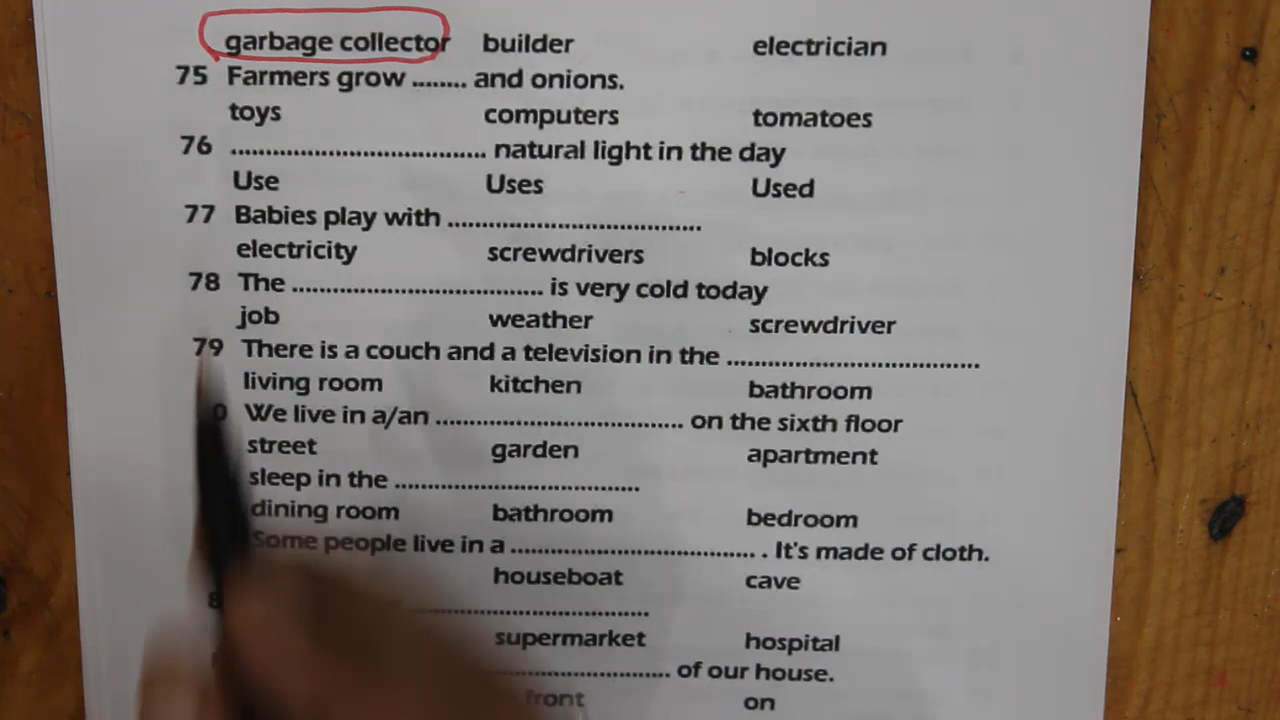 garbage collector builder electrician
75 Farmers grow ........ and onions.
toys computers tomatoes
76 ..................................... natural light in the day
Use Uses Used
77 Babies play with .....................................
electricity screwdrivers blocks
78 The ..................................... is very cold today
job weather screwdriver
79 There is a couch and a television in the .....................................
living room kitchen bathroom
0 We live in a/an .................................... on the sixth floor
street garden apartment
sleep in the ....................................
dining room bathroom bedroom
Some people live in a .................................... . It's made of cloth.
houseboat cave
8 ..................................
supermarket hospital
......................... of our house.
front on